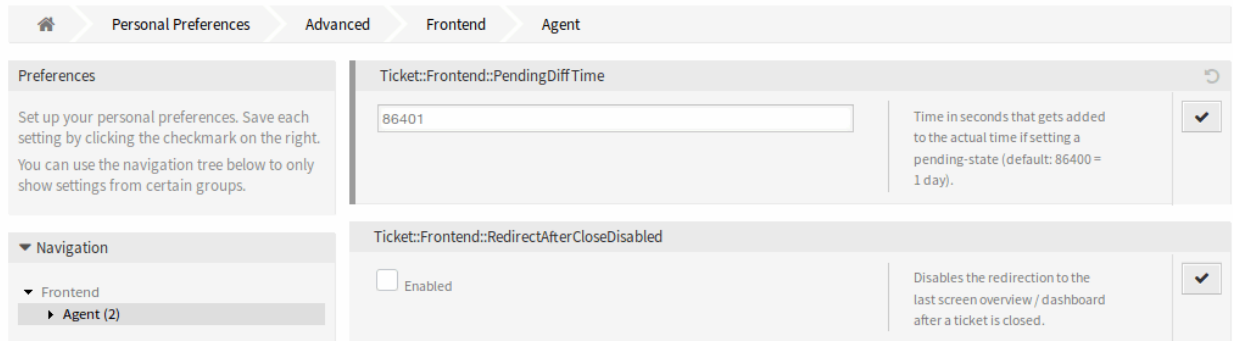 Personal Preferences Advanced Frontend Agent
Preferences
Set up your personal preferences. Save each
setting by clicking the checkmark on the right.
You can use the navigation tree below to only
show settings from certain groups.
Navigation
Frontend
Agent (2)
Ticket::Frontend::PendingDiffTime
86401
Time in seconds that gets added
to the actual time if setting a
pending-state (default: 86400 =
1 day).
Ticket::Frontend::RedirectAfterCloseDisabled
Enabled
Disables the redirection to the
last screen overview / dashboard
after a ticket is closed.